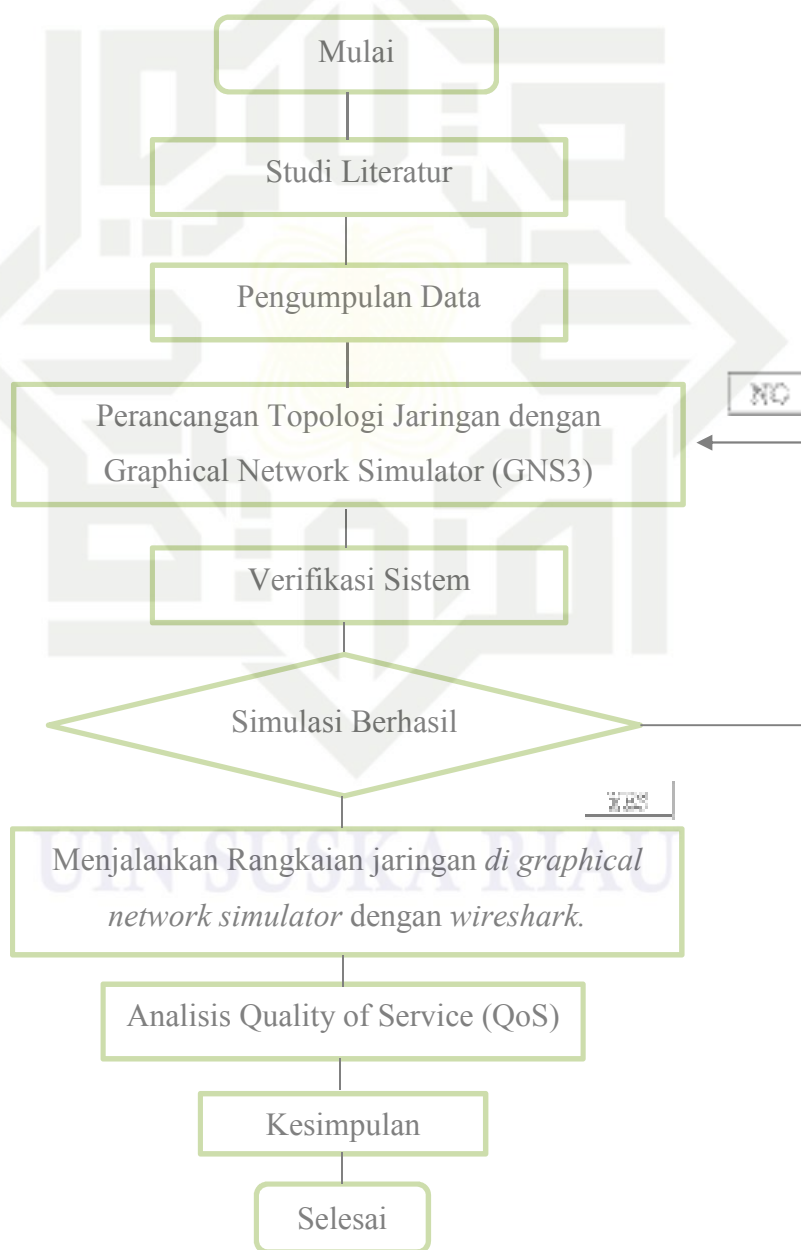 Mulai
Studi Literatur
Pengumpulan Data
Perancangan Topologi Jaringan dengan
Graphical Network Simulator (GNS3)
NO
Verifikasi Sistem
Simulasi Berhasil
YES
Menjalankan Rangkaian jaringan di graphical
network simulator dengan wireshark.
UIN SUSKA RIAU
Analisis Quality of Service (QoS)
Kesimpulan
Selesai